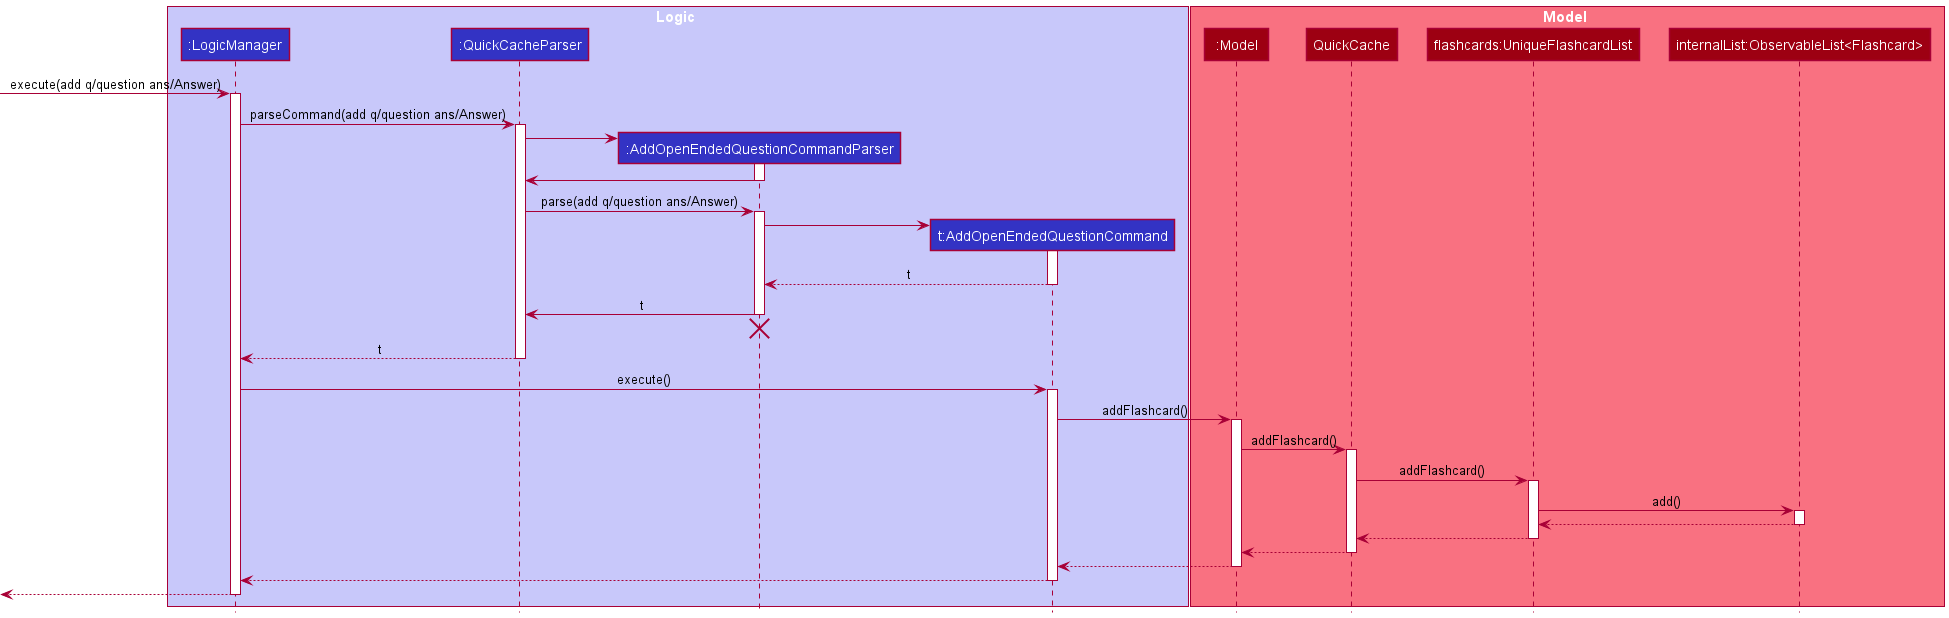 Logic
Model
:LogicManager
:QuickCacheParser
:Model
QuickCache
flashcards:UniqueFlashcardList
internalList:ObservableList<Flashcard>
execute(add q/question ans/Answer)
parseCommand(add q/question ans/Answer)
:AddOpenEndedQuestionCommandParser
parse(add q/question ans/Answer)
t:AddOpenEndedQuestionCommand
t
t
t
execute()
addFlashcard()
addFlashcard()
addFlashcard()
add()